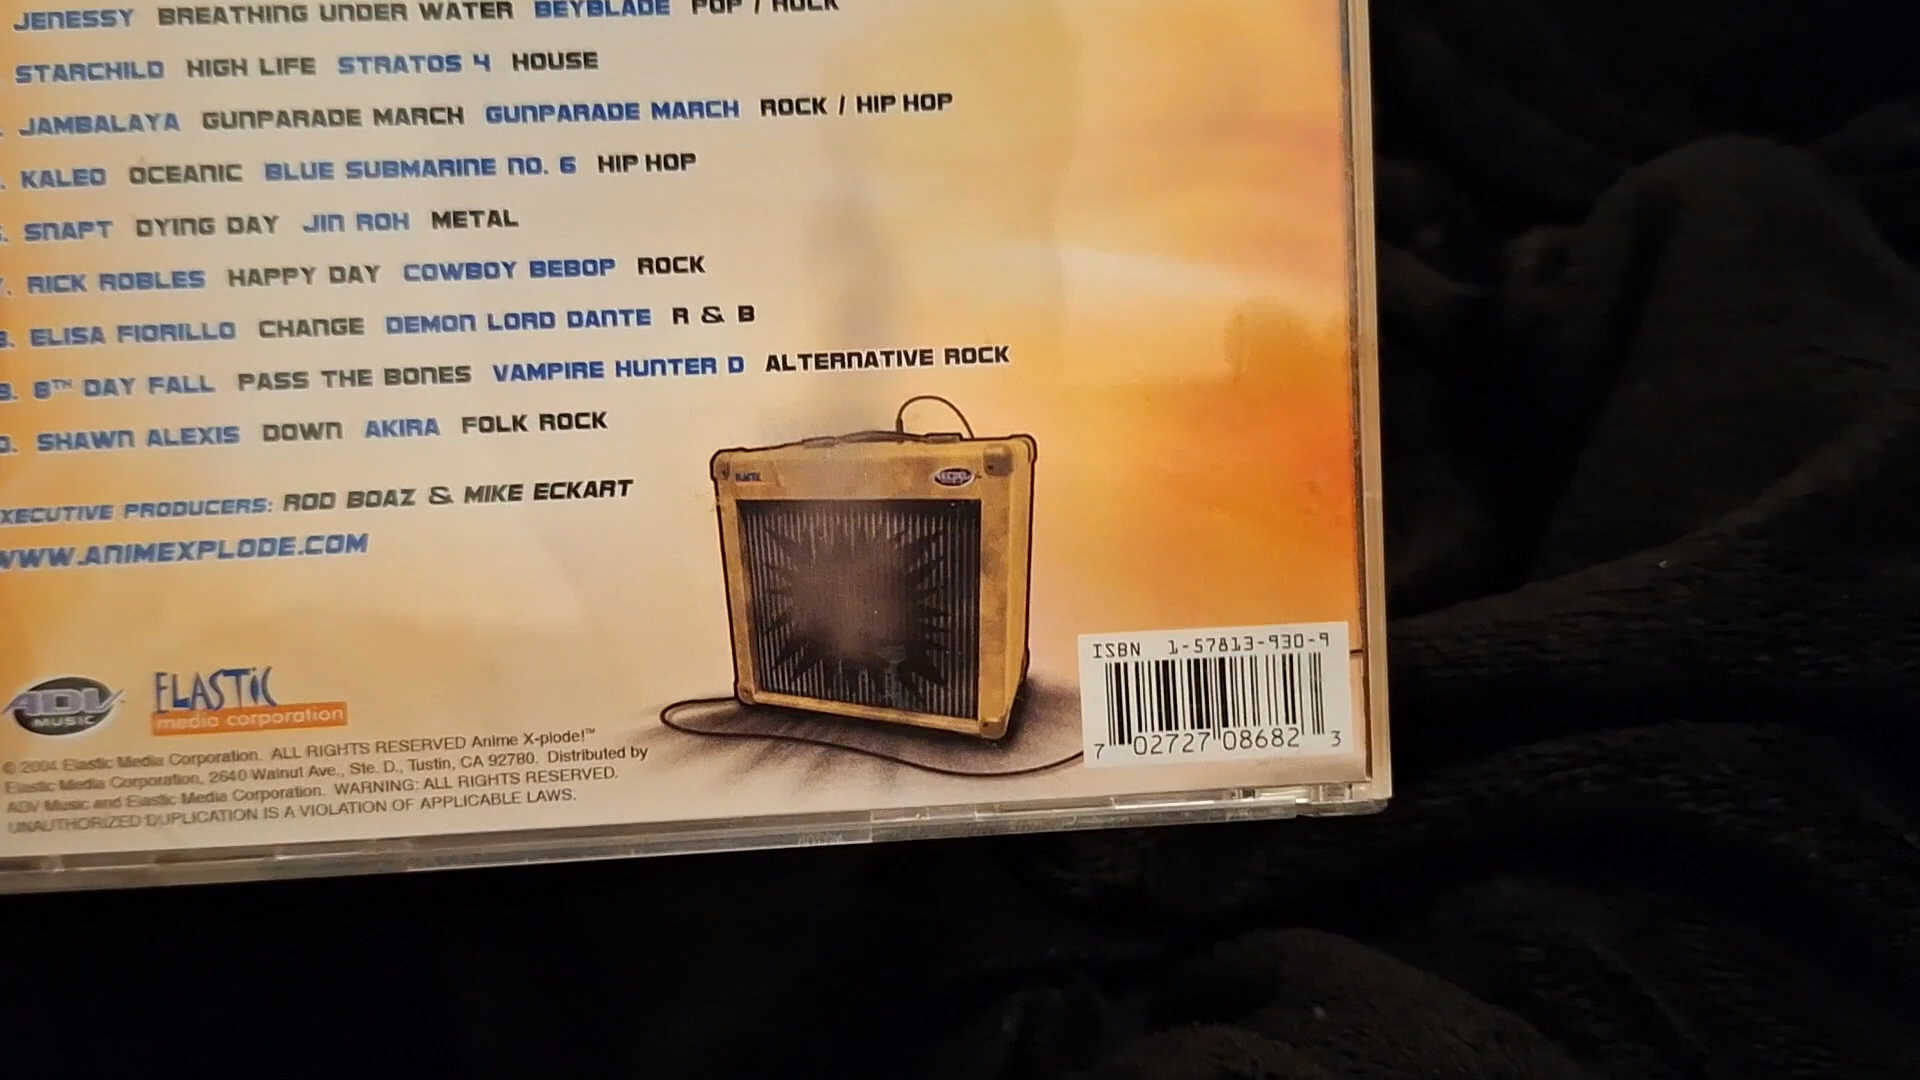 JENESSY BREATHING UNDER WATER BEYBLADE POP / ROCK
STARCHILD HIGH LIFE STRATOS 4 HOUSE
JAMBALAYA GUNPARADE MARCH GUNPARADE MARCH ROCK / HIP HOP
KALEO OCEANIC BLUE SUBMARINE NO. 6 HIP HOP
SNAPT DYING DAY JIN ROH METAL
RICK ROBLES HAPPY DAY COWBOY BEBOP ROCK
ELISA FIORILLO CHANGE DEMON LORD DANTE R & B
8TH DAY FALL PASS THE BONES VAMPIRE HUNTER D ALTERNATIVE ROCK
SHAWN ALEXIS DOWN AKIRA FOLK ROCK
XECUTIVE PRODUCERS: ROD BOAZ & MIKE ECKART
WWW.ANIMEXPLODE.COM
ADV MUSIC
ELASTIC
media corporation
© 2004 Elastic Media Corporation. ALL RIGHTS RESERVED Anime X-plode!™
Elastic Media Corporation, 2640 Walnut Ave., Ste. D., Tustin, CA 92780. Distributed by
ADV Music and Elastic Media Corporation. WARNING: ALL RIGHTS RESERVED.
UNAUTHORIZED DUPLICATION IS A VIOLATION OF APPLICABLE LAWS.
ISBN 1-57813-930-9
7 02727 08682 3